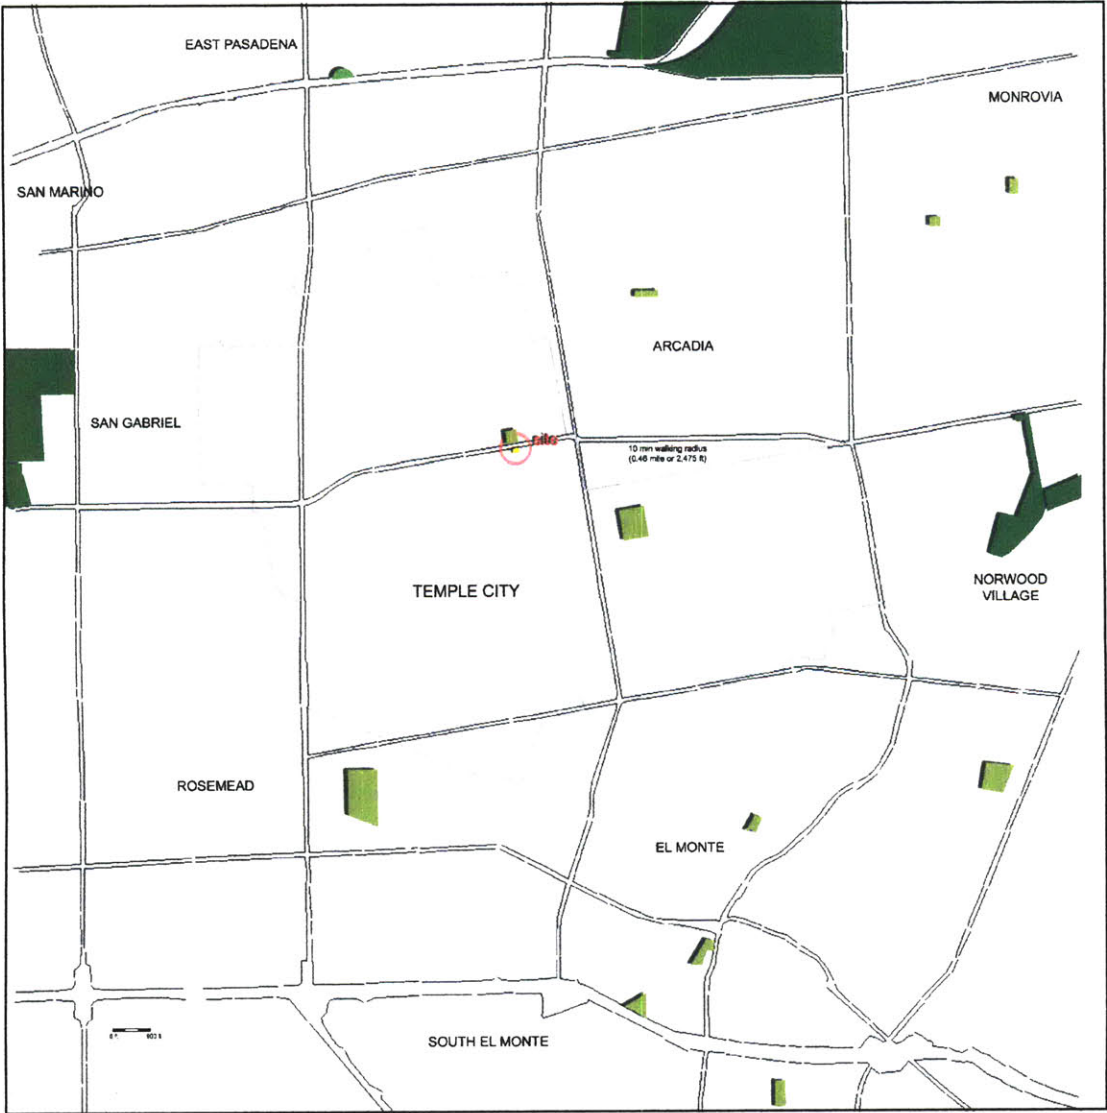 EAST PASADENA
MONROVIA
SAN MARINO
ARCADIA
SAN GABRIEL
site
10 min walking radius
(0.46 mile or 2,475 ft)
TEMPLE CITY
NORWOOD
VILLAGE
ROSEMEAD
EL MONTE
SOUTH EL MONTE